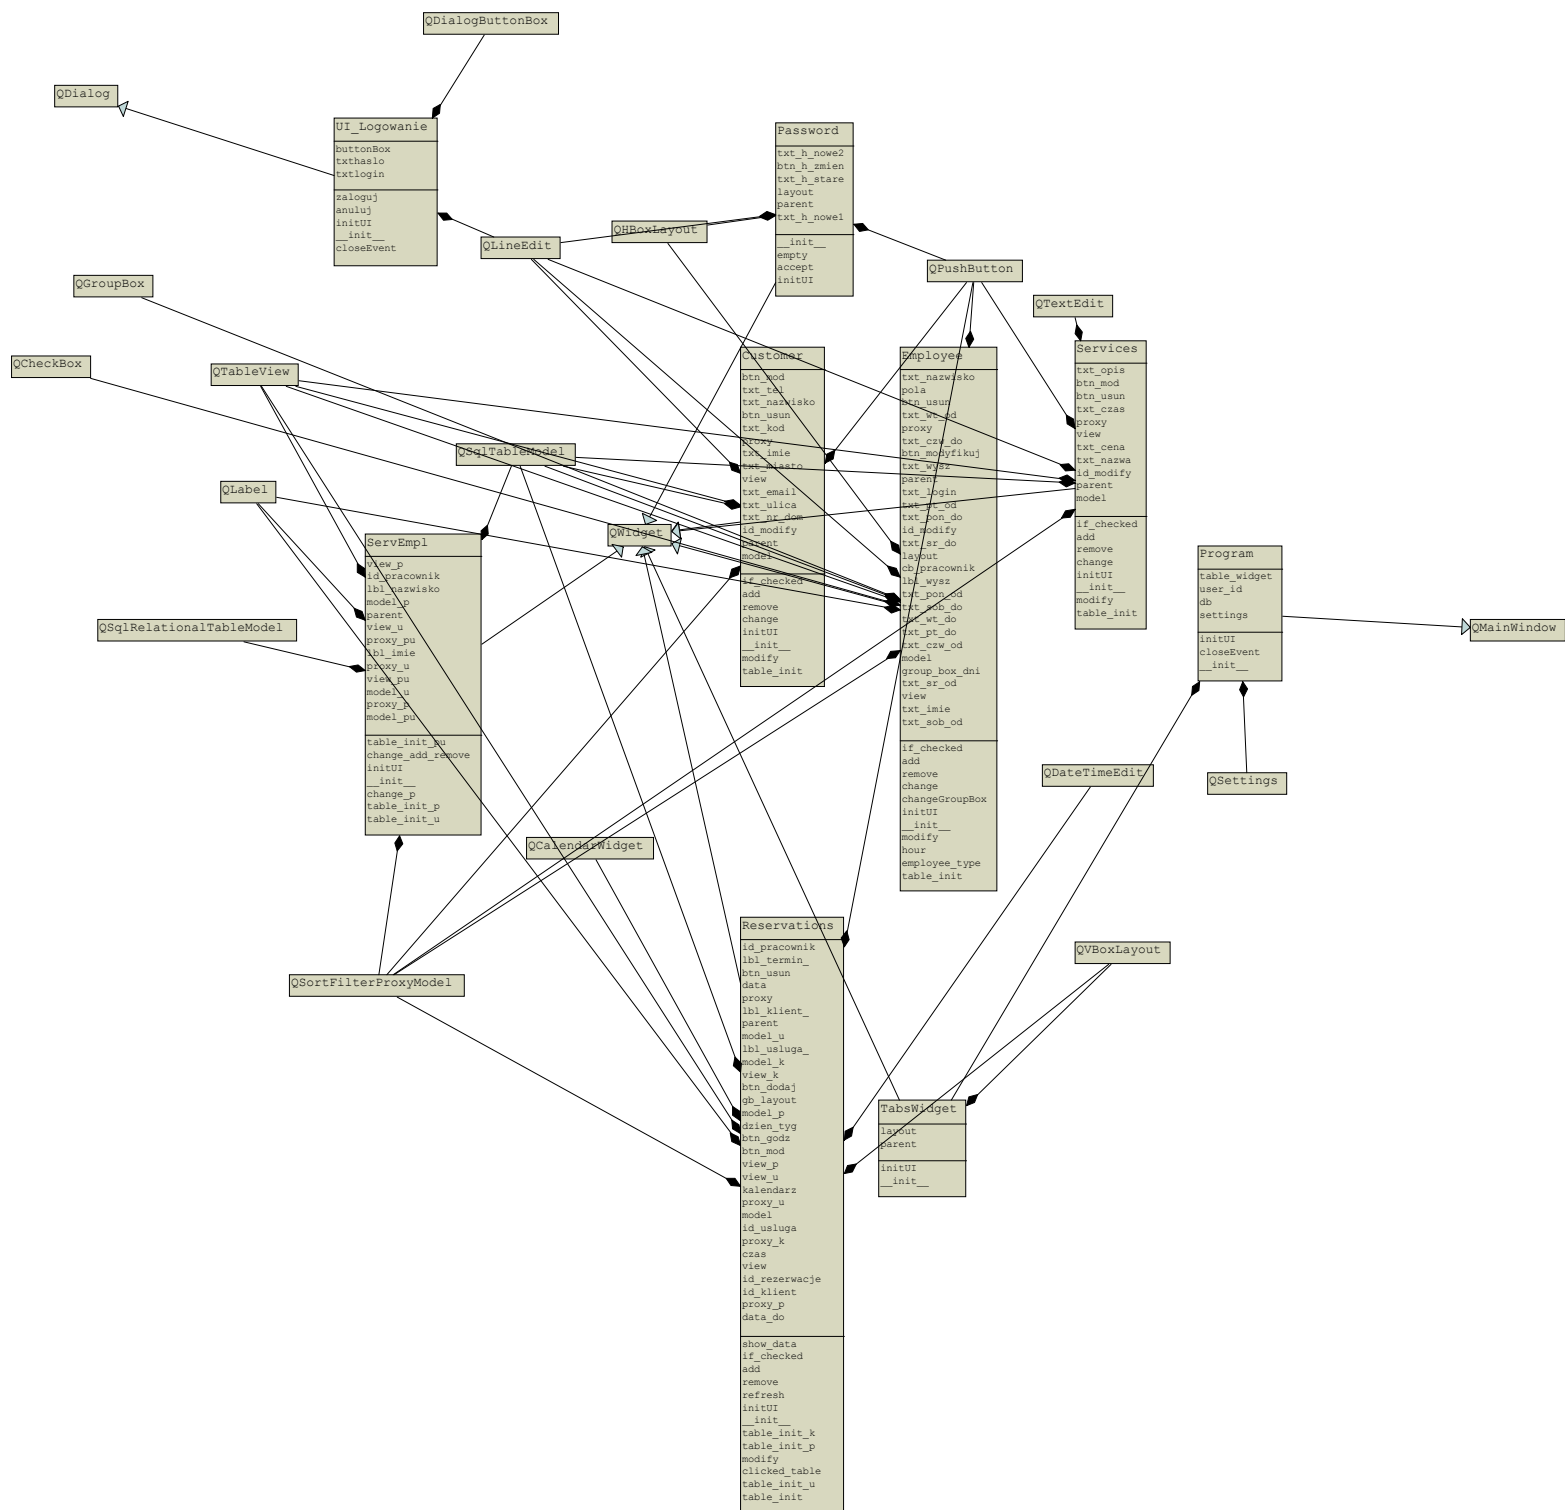 QDialogButtonBox
QDialog
UI_Logowanie
buttonBox
txthaslo
txtlogin
zaloguj
anuluj
initUI
__init__
closeEvent
Password
txt_h_nowe2
btn_h_zmien
txt_h_stare
layout
parent
txt_h_nowe1
__init__
empty
accept
initUI
QHBoxLayout
QLineEdit
QPushButton
QGroupBox
QTextEdit
QCheckBox
QTableView
Customer
btn_mod
txt_tel
txt_nazwisko
btn_usun
txt_kod
proxy
txt_imie
txt_miasto
view
txt_email
txt_ulica
txt_nr_dom
id_modify
parent
model
if_checked
add
remove
change
initUI
__init__
modify
table_init
Employee
txt_nazwisko
pola
btn_usun
txt_wt_od
proxy
txt_czw_do
btn_modyfikuj
txt_wysz
parent
txt_login
txt_pt_od
txt_pon_do
id_modify
txt_sr_do
layout
cb_pracownik
lbl_wysz
txt_pon_od
txt_sob_do
txt_wt_do
txt_pt_do
txt_czw_od
model
group_box_dni
txt_sr_od
view
txt_imie
txt_sob_od
if_checked
add
remove
change
changeGroupBox
initUI
__init__
modify
hour
employee_type
table_init
Services
txt_opis
btn_mod
btn_usun
txt_czas
proxy
view
txt_cena
txt_nazwa
id_modify
parent
model
if_checked
add
remove
change
initUI
__init__
modify
table_init
QSqlTableModel
QLabel
QWidget
ServEmpl
view_p
id_pracownik
lbl_nazwisko
model_p
parent
view_u
proxy_pu
lbl_imie
proxy_u
view_pu
model_u
proxy_p
model_pu
table_init_pu
change_add_remove
initUI
__init__
change_p
table_init_p
table_init_u
Program
table_widget
user_id
db
settings
initUI
closeEvent
__init__
QSqlRelationalTableModel
QMainWindow
QDateTimeEdit
QSettings
QCalendarWidget
QSortFilterProxyModel
QVBoxLayout
Reservations
id_pracownik
lbl_termin_
btn_usun
data
proxy
lbl_klient_
parent
model_u
lbl_usluga_
model_k
view_k
btn_dodaj
gb_layout
model_p
dzien_tyg
btn_godz
btn_mod
view_p
view_u
kalendarz
proxy_u
model
id_usluga
proxy_k
czas
view
id_rezerwacje
id_klient
proxy_p
data_do
show_data
if_checked
add
remove
refresh
initUI
__init__
table_init_k
table_init_p
modify
clicked_table
table_init_u
table_init
TabsWidget
layout
parent
initUI
__init__